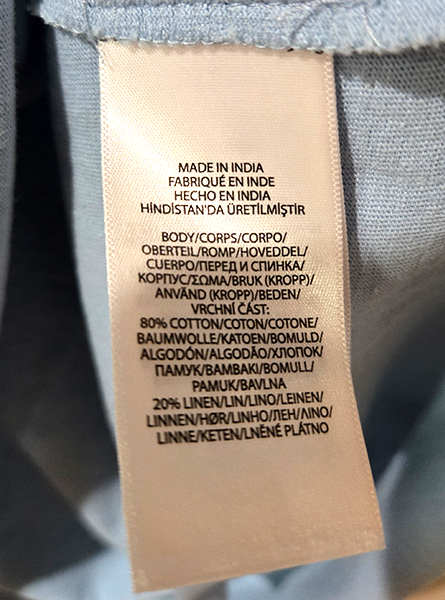 MADE IN INDIA
FABRIQUÉ EN INDE
HECHO EN INDIA
HİNDİSTAN'DA ÜRETİLMİŞTİR
BODY/CORPS/CORPO/
OBERTEIL/ROMP/HOVEDDEL/
CUERPO/ПЕРЕД И СПИНКА/
КОРПУС/ΣΩΜΑ/BRUK (KROPP)/
ANVÄND (KROPP)/BEDEN/
VRCHNÍ ČÁST:
80% COTTON/COTON/COTONE/
BAUMWOLLE/KATOEN/BOMULD/
ALGODÓN/ALGODÃO/ХЛОПОК/
ПАМУК/ΒΑΜΒΑΚΙ/BOMULL/
PAMUK/BAVLNA
20% LINEN/LIN/LINO/LEINEN/
LINNEN/HØR/LINHO/ЛЕН/ΛΙΝΟ/
LINNE/KETEN/LNĚNÉ PLÁTNO